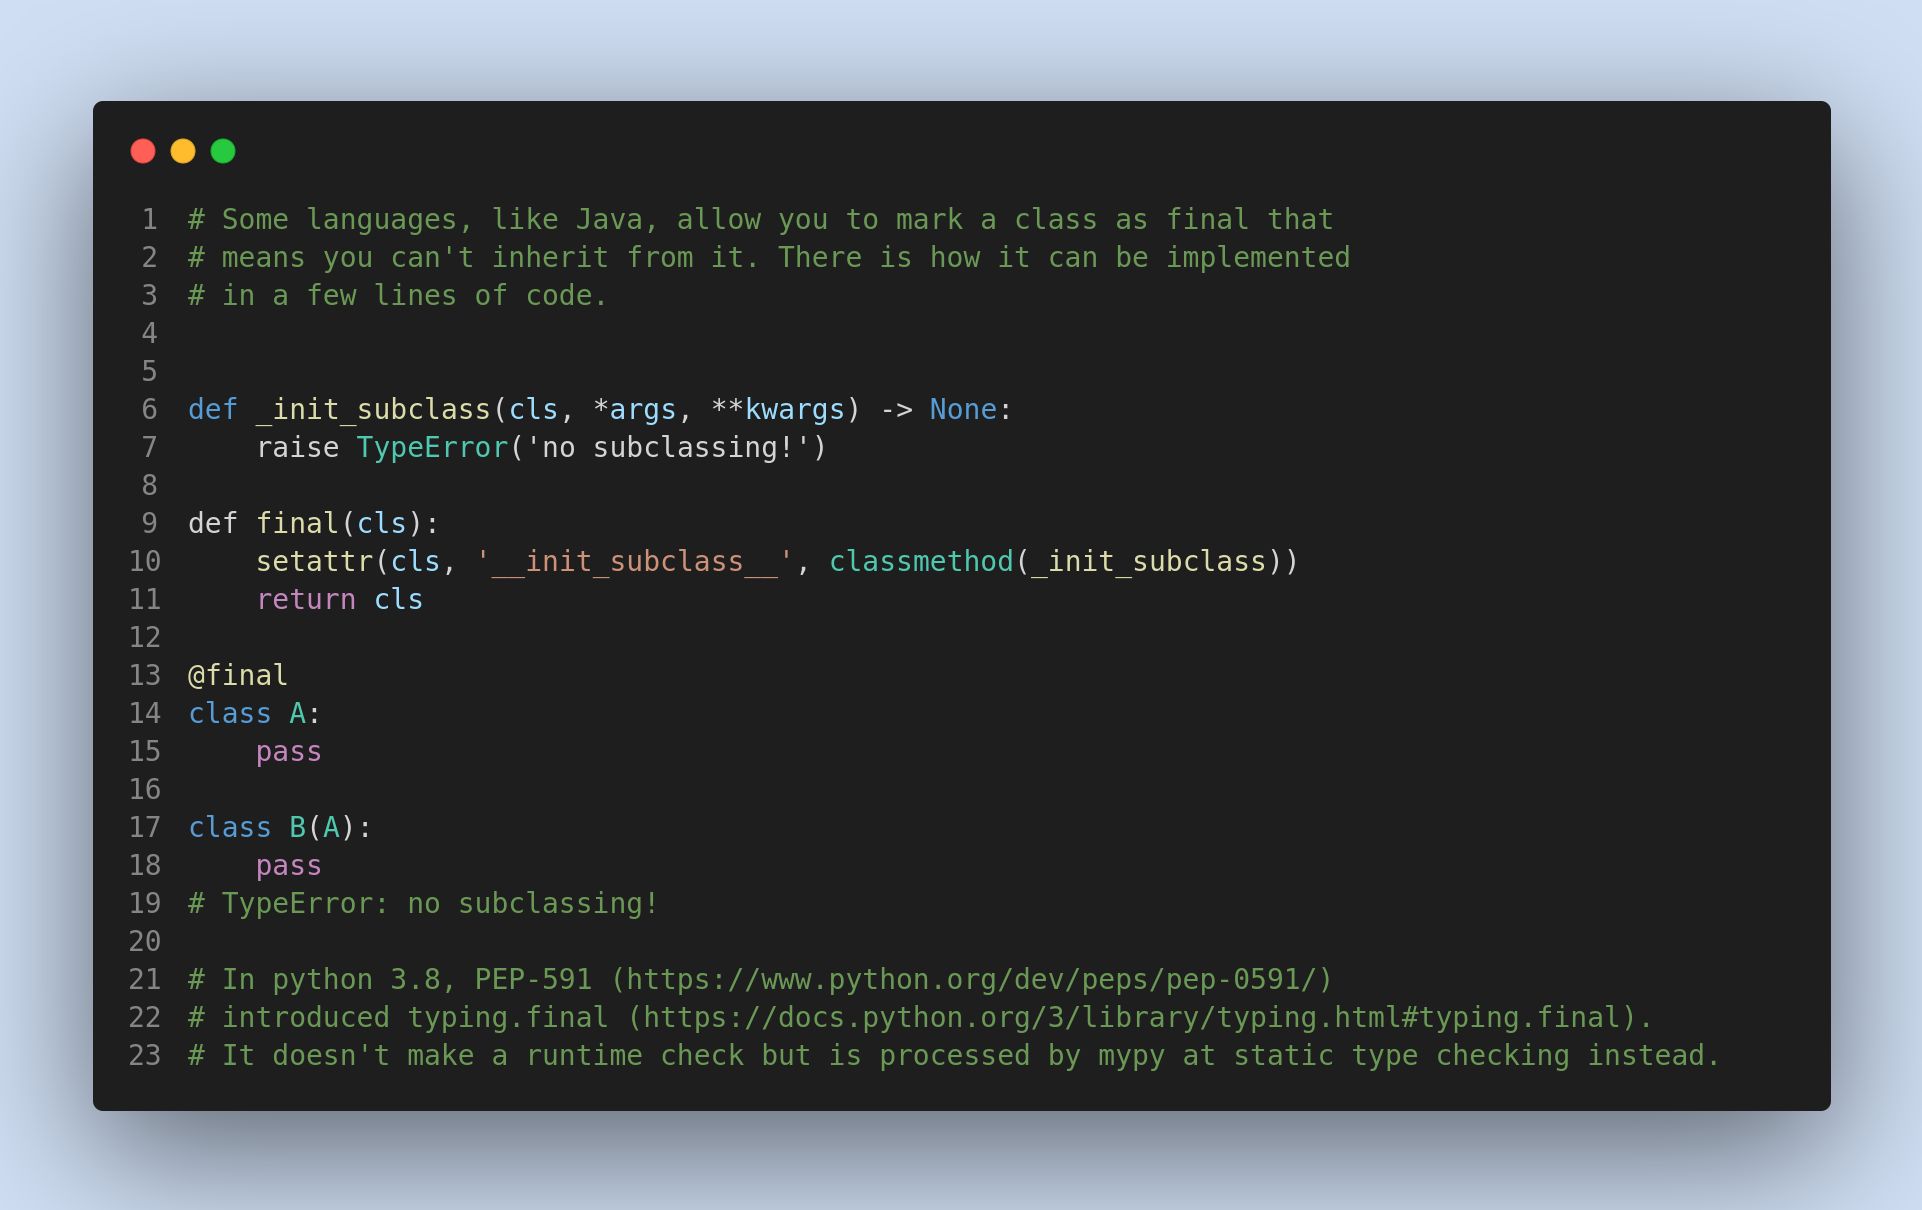 1 # Some languages, like Java, allow you to mark a class as final that
2 # means you can't inherit from it. There is how it can be implemented
3 # in a few lines of code.
4
5
6 def _init_subclass(cls, *args, **kwargs) -> None:
7     raise TypeError('no subclassing!')
8
9 def final(cls):
10     setattr(cls, '__init_subclass__', classmethod(_init_subclass))
11     return cls
12
13 @final
14 class A:
15     pass
16
17 class B(A):
18     pass
19 # TypeError: no subclassing!
20
21 # In python 3.8, PEP-591 (https://www.python.org/dev/peps/pep-0591/)
22 # introduced typing.final (https://docs.python.org/3/library/typing.html#typing.final).
23 # It doesn't make a runtime check but is processed by mypy at static type checking instead.